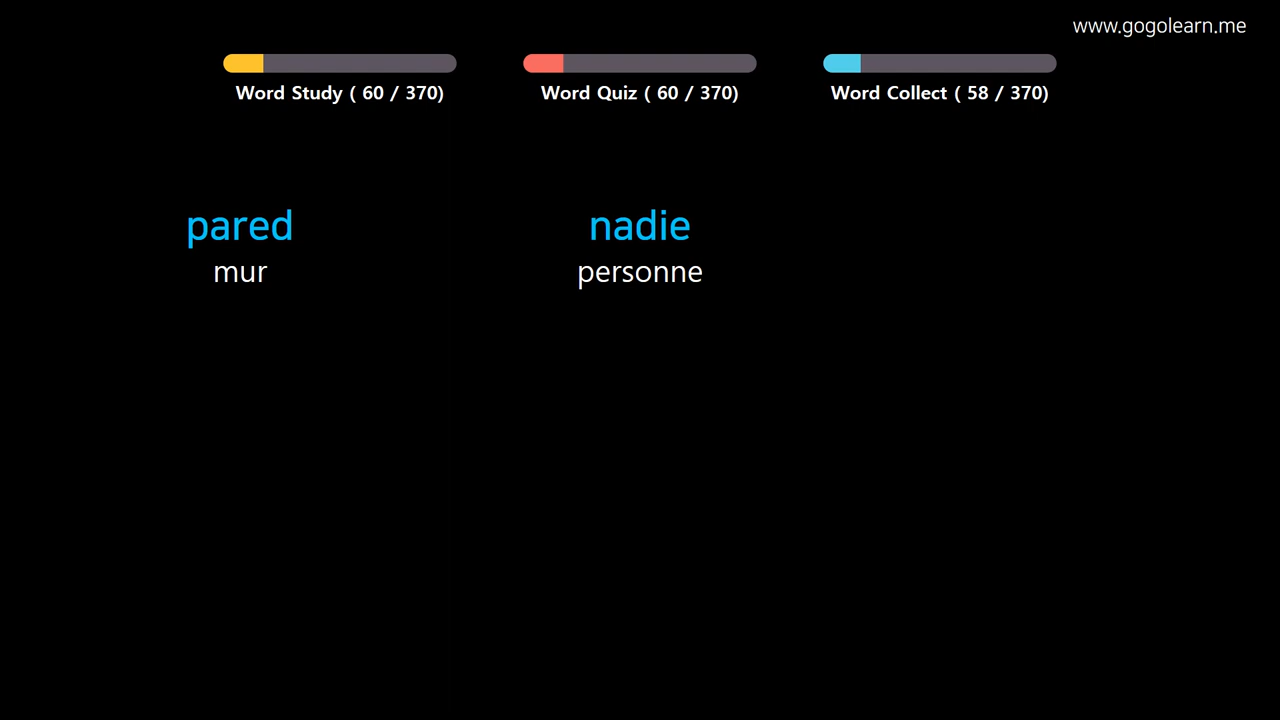 www.gogolearn.me
Word Study ( 60 / 370)
Word Quiz ( 60 / 370)
Word Collect ( 58 / 370)
pared
mur
nadie
personne